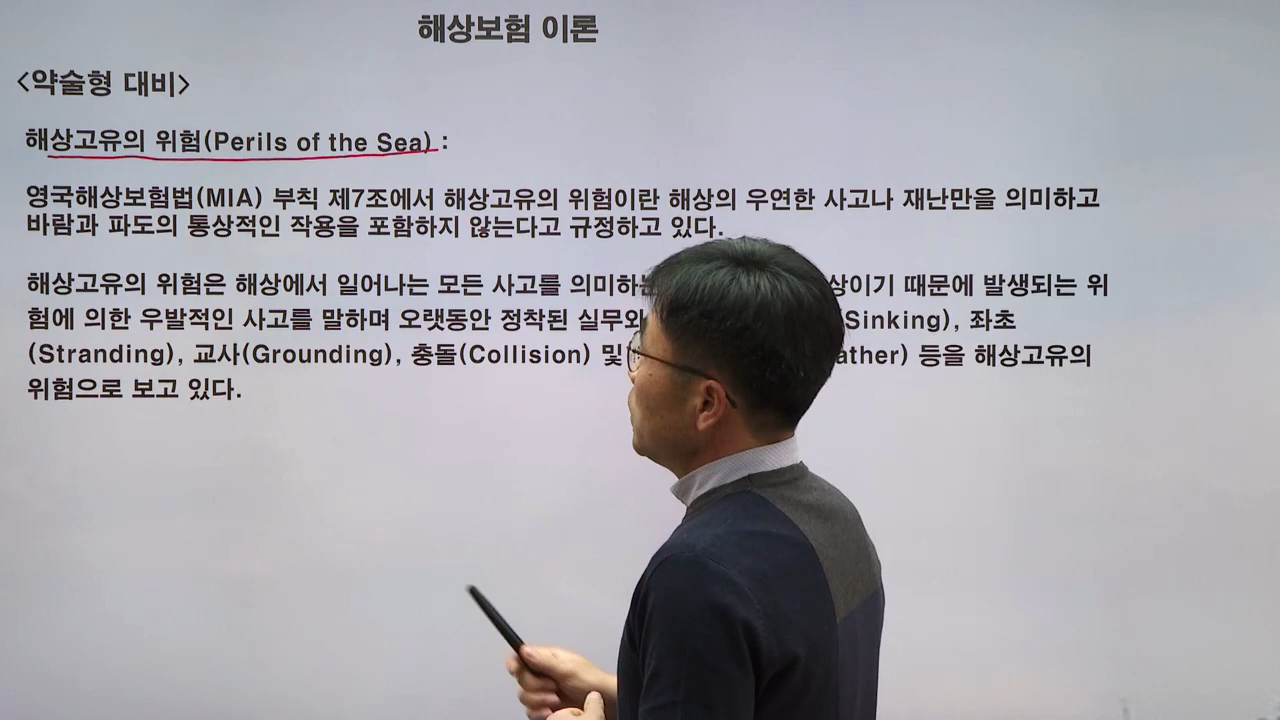 해상보험 이론
<약술형 대비>
해상고유의 위험(Perils of the Sea) :
영국해상보험법(MIA) 부칙 제7조에서 해상고유의 위험이란 해상의 우연한 사고나 재난만을 의미하고
바람과 파도의 통상적인 작용을 포함하지 않는다고 규정하고 있다.
해상고유의 위험은 해상에서 일어나는 모든 사고를 의미하 이기 때문에 발생되는 위
험에 의한 우발적인 사고를 말하며 오랫동안 정착된 실무 Sinking), 좌초
(Stranding), 교사(Grounding), 충돌(Collision) 및 등을 해상고유의
위험으로 보고 있다.